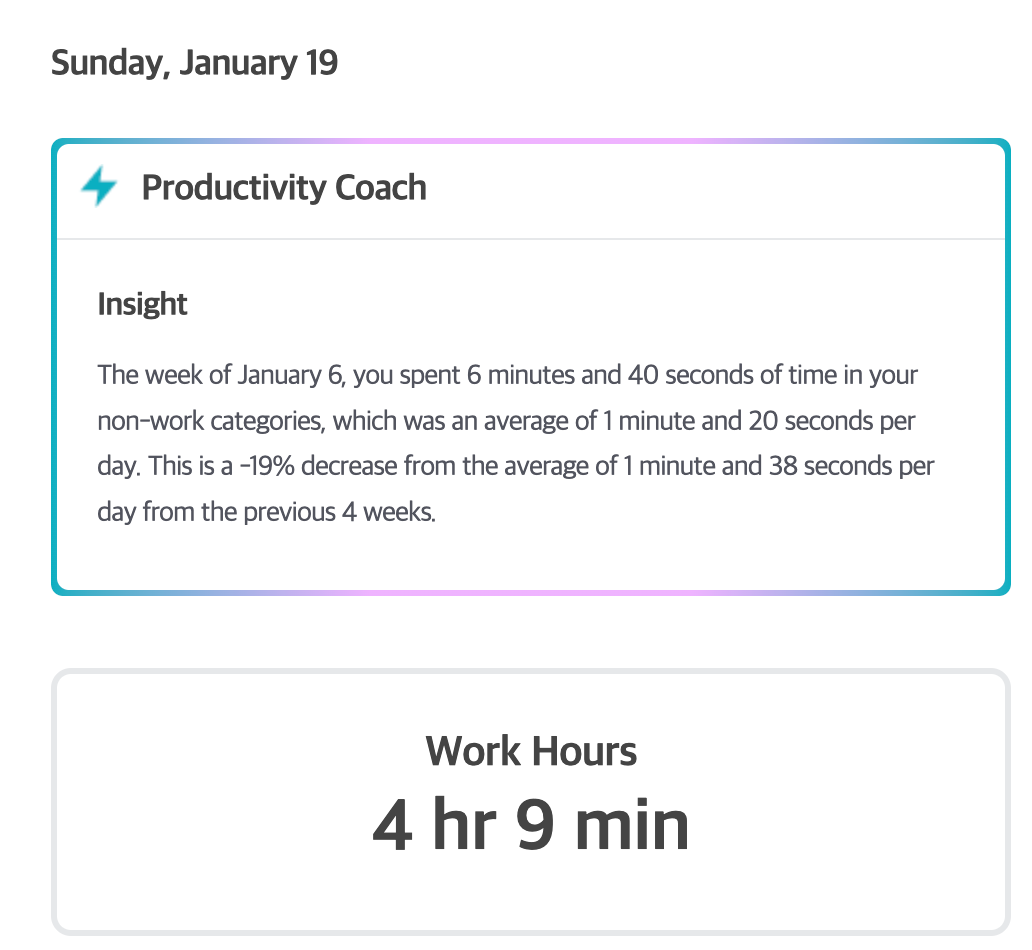 Sunday, January 19
Productivity Coach
Insight
The week of January 6, you spent 6 minutes and 40 seconds of time in your
non-work categories, which was an average of 1 minute and 20 seconds per
day. This is a -19% decrease from the average of 1 minute and 38 seconds per
day from the previous 4 weeks.
Work Hours
4 hr 9 min